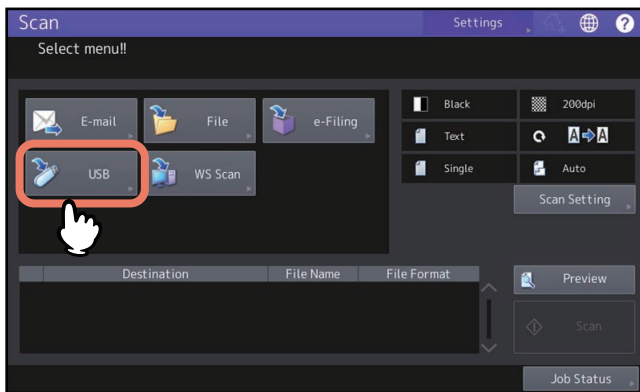 Scan
Settings
?
Select menu!!
E-mail
File
e-Filing
USB
WS Scan
Black
200dpi
Text
A A
Single
Auto
Scan Setting
Destination File Name File Format
Preview
Scan
Job Status